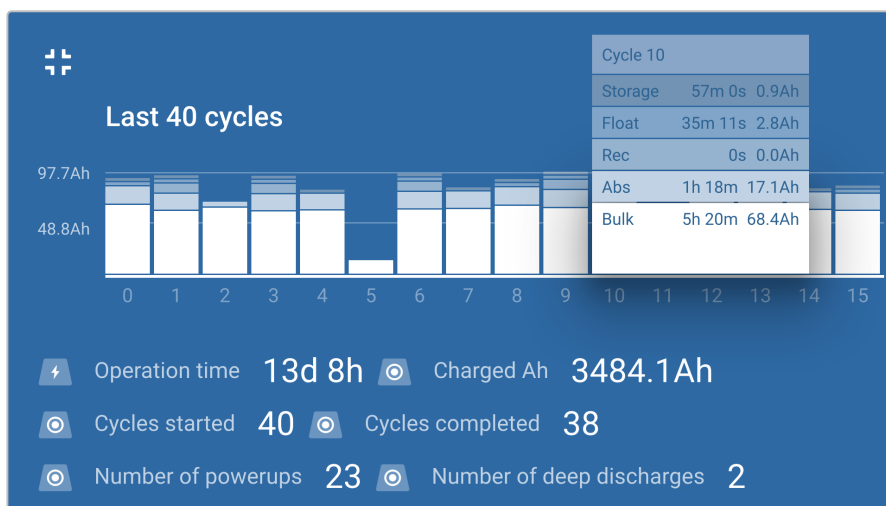 Cycle 10
Storage 57m 0s 0.9Ah
Last 40 cycles
Float 35m 11s 2.8Ah
Rec 0s 0.0Ah
97.7Ah
Abs 1h 18m 17.1Ah
Bulk 5h 20m 68.4Ah
48.8Ah
0 1 2 3 4 5 6 7 8 9 10 11 12 13 14 15
Operation time 13d 8h Charged Ah 3484.1Ah
Cycles started 40 Cycles completed 38
Number of powerups 23 Number of deep discharges 2